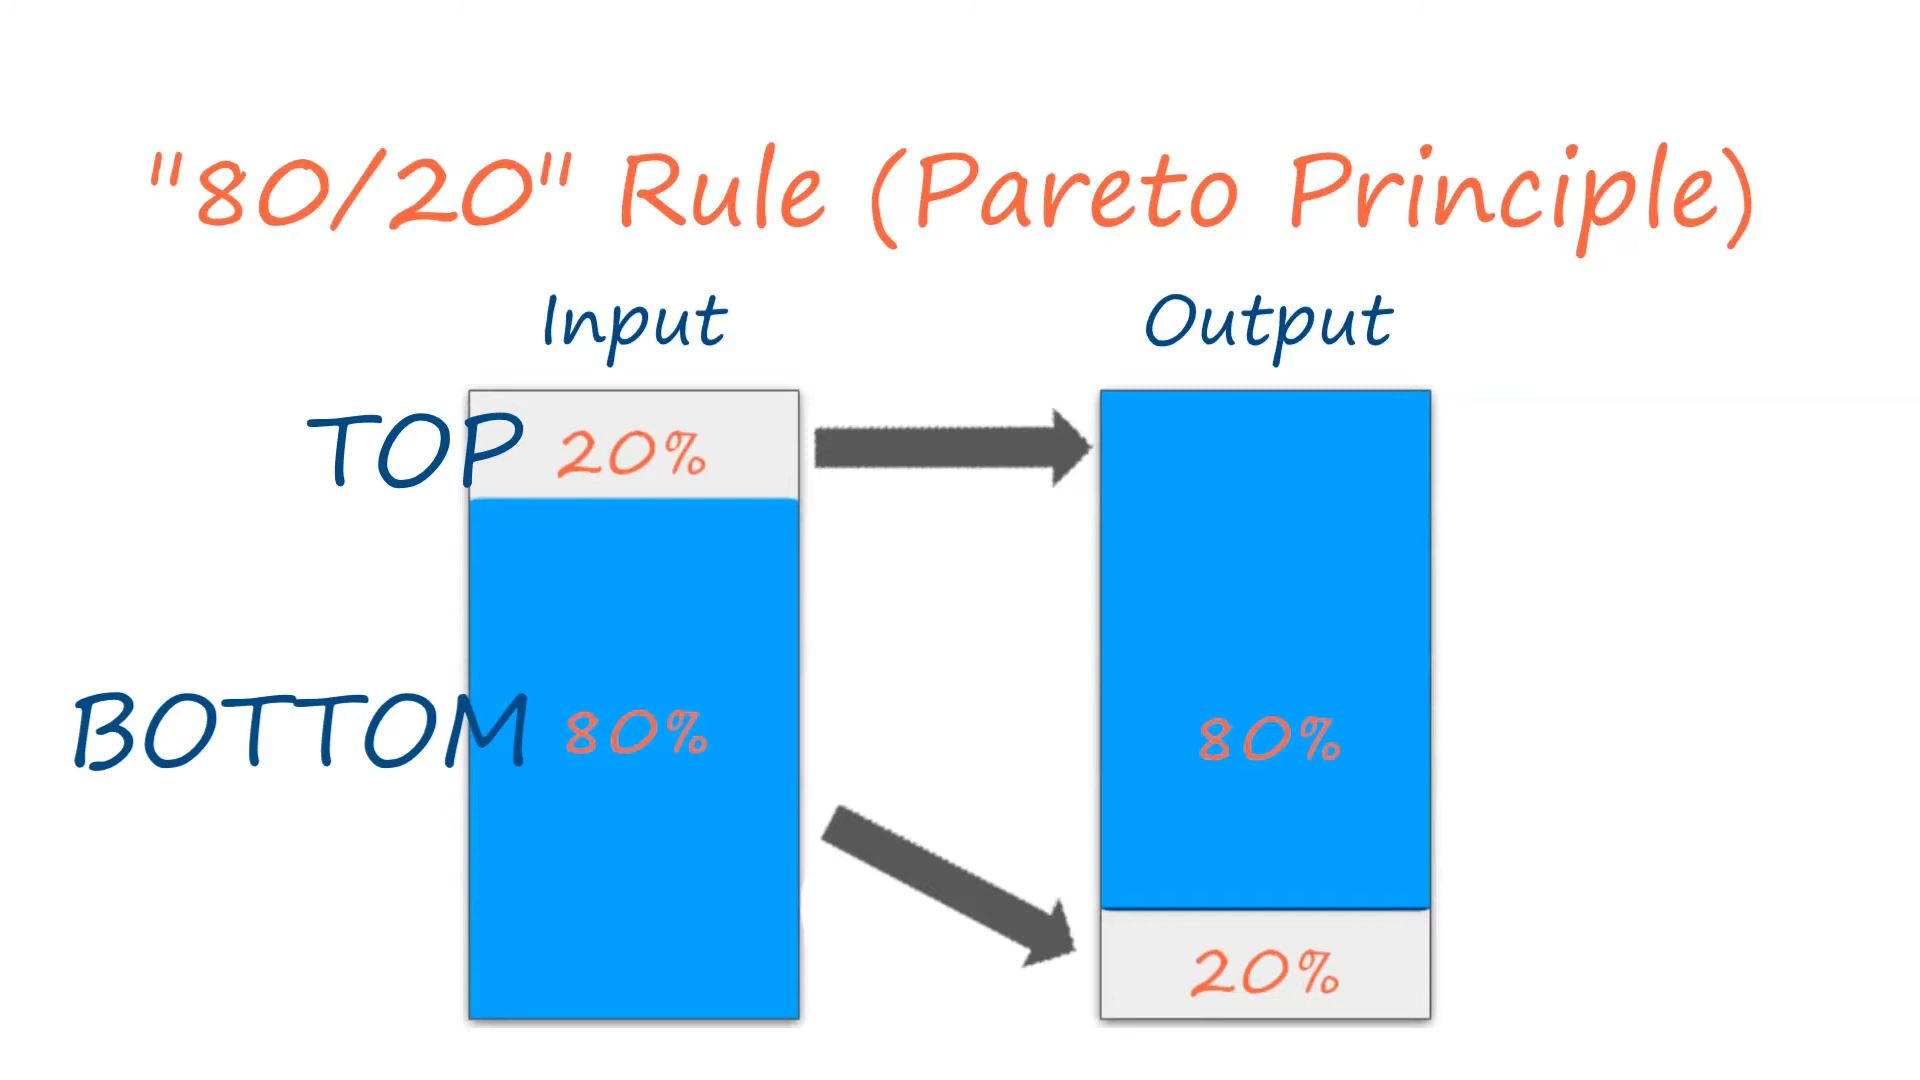 "80/20" Rule (Pareto Principle)
Input Output
TOP 20%
BOTTOM 80% 80%
20%